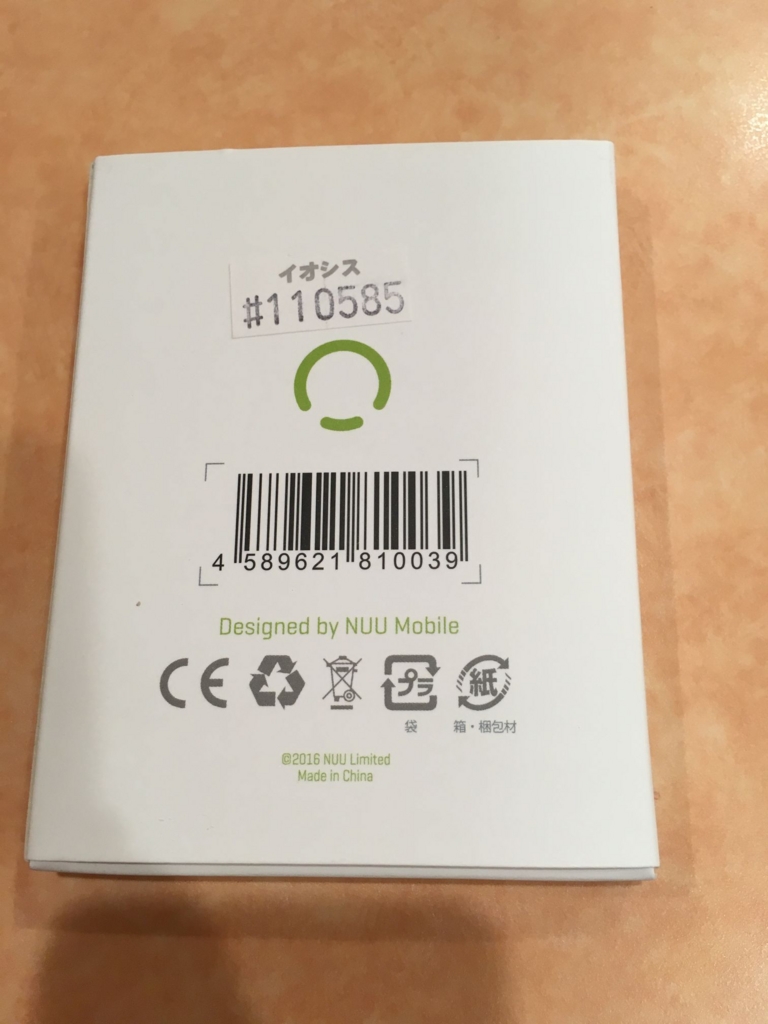 イオシス
#110585
4 589621 810039
Designed by NUU Mobile
CE
プラ 紙
袋 箱・梱包材
©2016 NUU Limited
Made in China